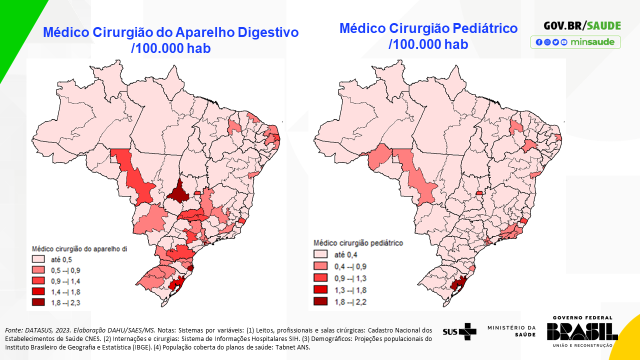 Médico Cirurgião do Aparelho Digestivo
/100.000 hab
Médico Cirurgião Pediátrico
/100.000 hab
GOV.BR/SAUDE
minsaude
Médico cirurgião do aparelho di
até 0,5
0,5 --| 0,9
0,9 --| 1,4
1,4 --| 1,8
1,8 --| 2,3
Médico cirurgião pediátrico
até 0,4
0,4 --| 0,9
0,9 --| 1,3
1,3 --| 1,8
1,8 --| 2,2
Fonte: DATASUS, 2023. Elaboração DAHU/SAES/MS. Notas: Sistemas por variáveis: (1) Leitos, profissionais e salas cirúrgicas: Cadastro Nacional dos
Estabelecimentos de Saúde CNES. (2) Internações e cirurgias: Sistema de Informações Hospitalares SIH. (3) Demográficos: Projeções populacionais do
Instituto Brasileiro de Geografia e Estatística (IBGE). (4) População coberta do planos de saúde: Tabnet ANS.
SUS
MINISTÉRIO DA
SAÚDE
GOVERNO FEDERAL
BRASIL
UNIÃO E RECONSTRUÇÃO